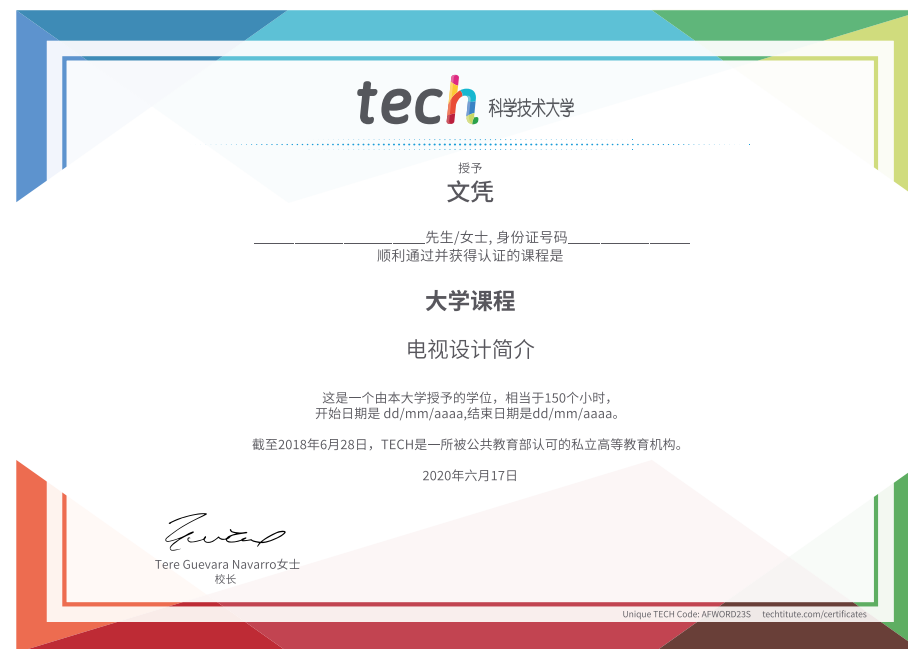 tech 科学技术大学
授予
文凭
______________________先生/女士, 身份证号码_______________
顺利通过并获得认证的课程是
大学课程
电视设计简介
这是一个由本大学授予的学位，相当于150个小时，
开始日期是 dd/mm/aaaa,结束日期是dd/mm/aaaa。
截至2018年6月28日，TECH是一所被公共教育部认可的私立高等教育机构。
2020年六月17日
Tere Guevara Navarro女士
校长
Unique TECH Code: AFWORD23S techtitute.com/certificates